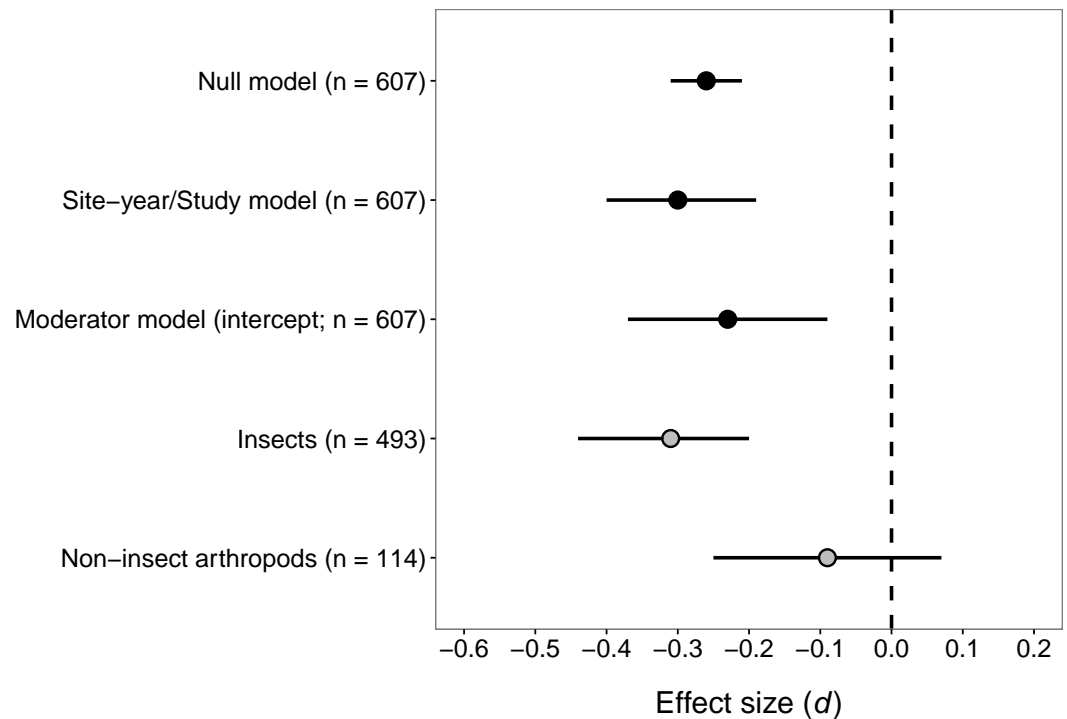 Null model (n = 607)
Site−year/Study model (n = 607)
Moderator model (intercept; n = 607)
Insects (n = 493)
Non−insect arthropods (n = 114)
−0.6 −0.5 −0.4 −0.3 −0.2 −0.1 0.0 0.1 0.2
Effect size (d)